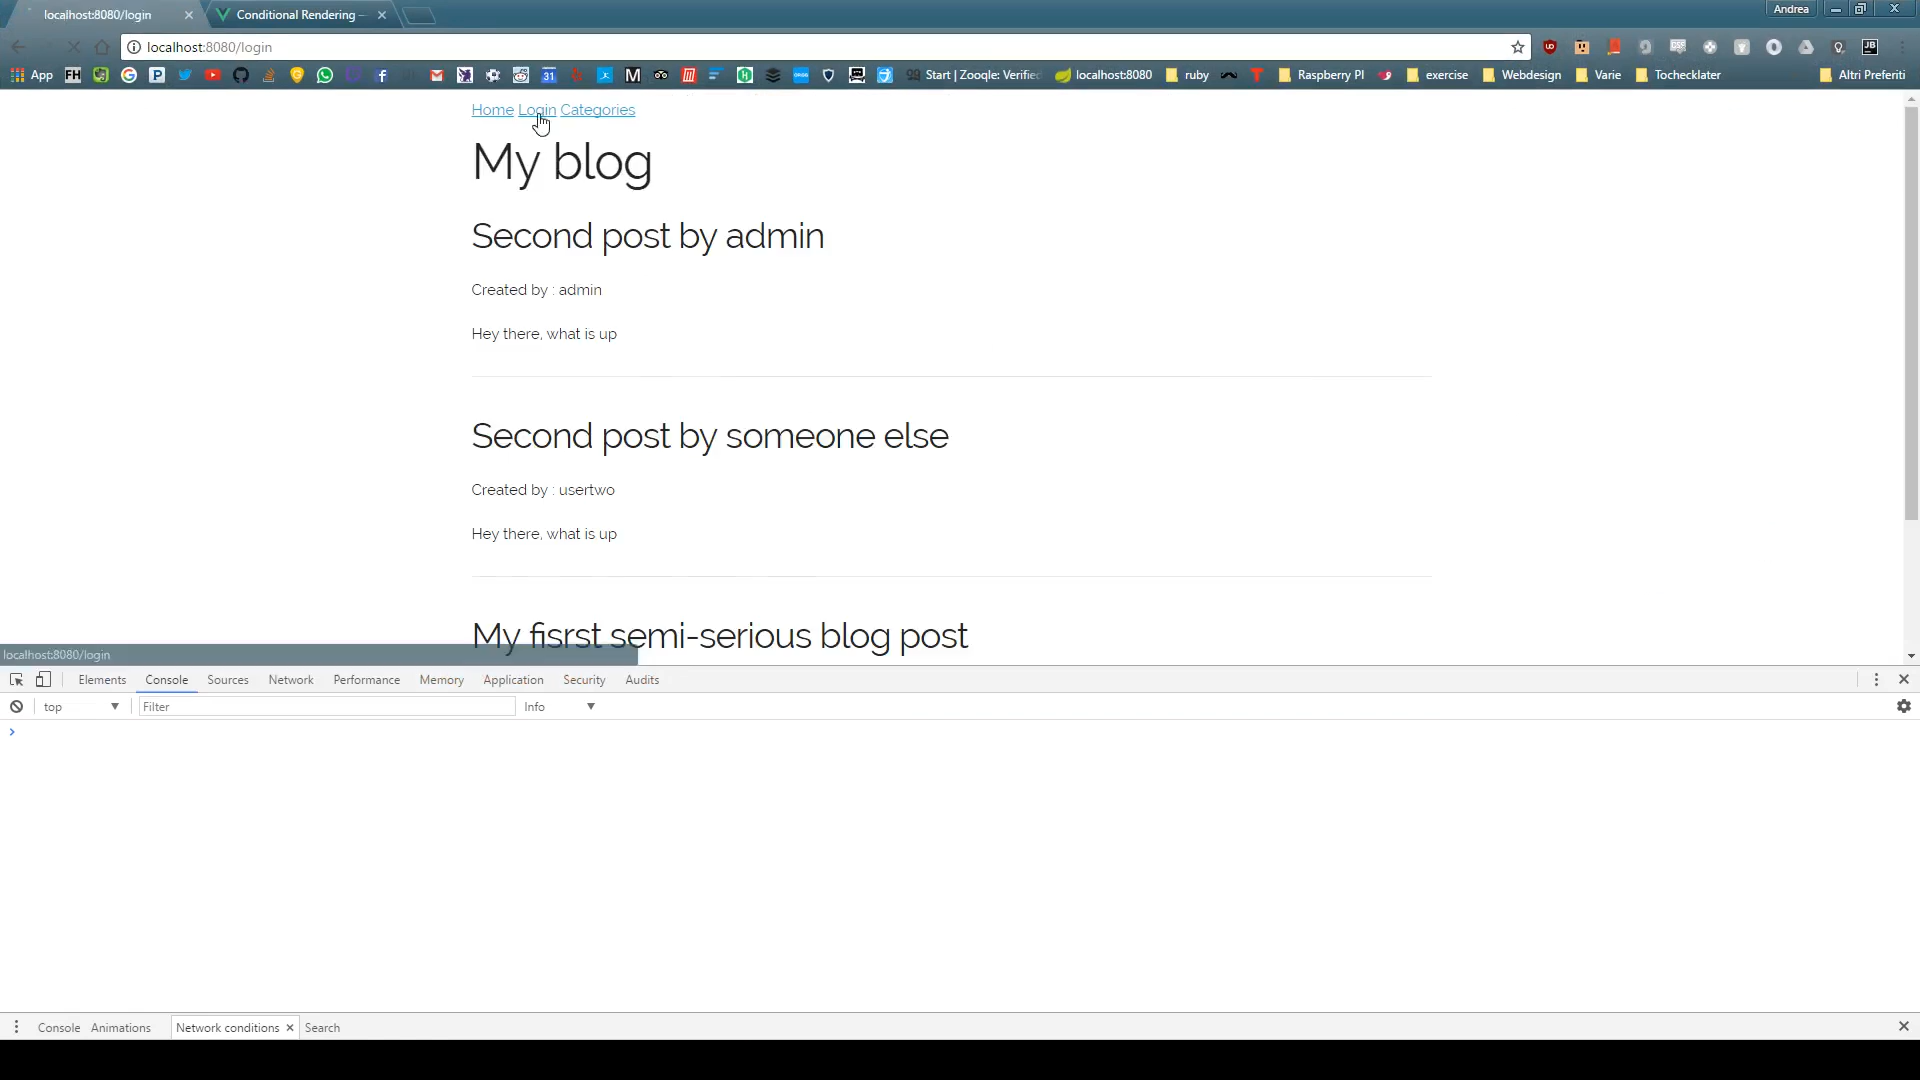 localhost:8080/login
Conditional Rendering —
Andrea
localhost:8080/login
App
Start | Zooqle: Verified
localhost:8080
ruby
Raspberry PI
exercise
Webdesign
Varie
Tochecklater
Altri Preferiti
Home Login Categories
My blog
Second post by admin
Created by : admin
Hey there, what is up
Second post by someone else
Created by : usertwo
Hey there, what is up
My fisrst semi-serious blog post
localhost:8080/login
Elements Console Sources Network Performance Memory Application Security Audits
top Filter Info
Console Animations Network conditions Search